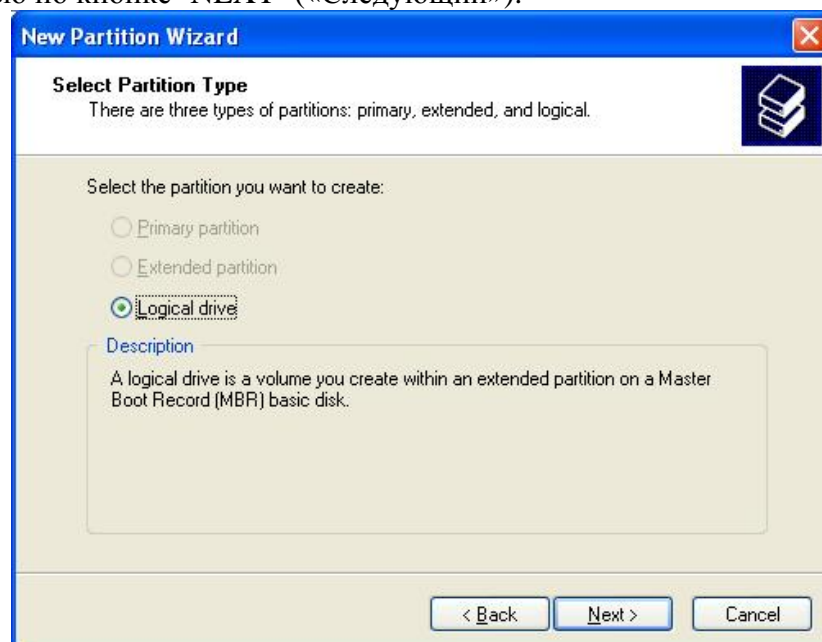 по кнопке "NEXT" («Следующий»).
New Partition Wizard
Select Partition Type
There are three types of partitions: primary, extended, and logical.
Select the partition you want to create:
Primary partition
Extended partition
Logical drive
Description
A logical drive is a volume you create within an extended partition on a Master
Boot Record (MBR) basic disk.
< Back
Next >
Cancel